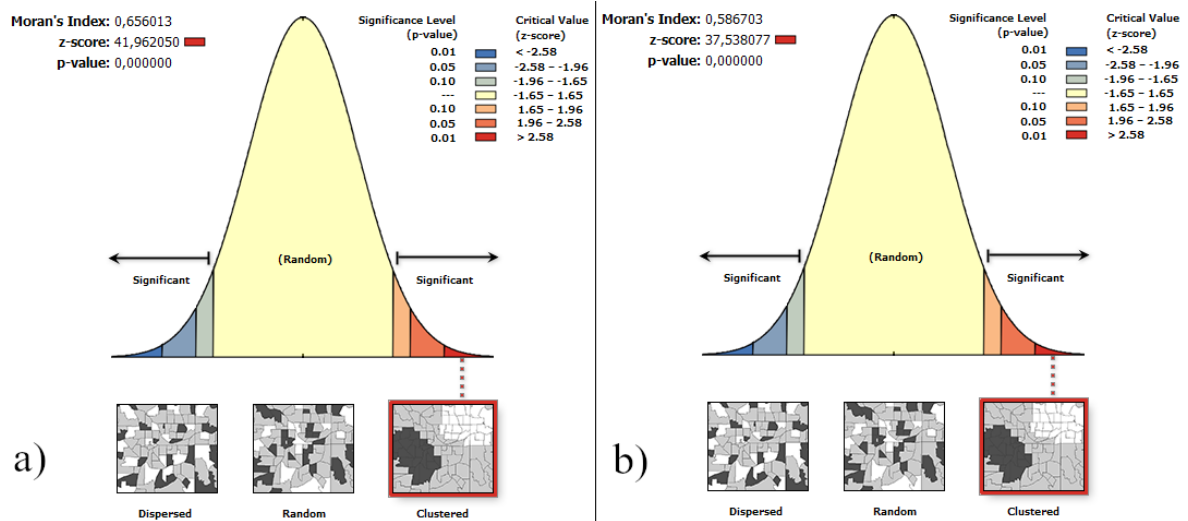 Moran's Index: 0,656013
z-score: 41,962050
p-value: 0,000000
Significance Level
(p-value)
Critical Value
(z-score)
0.01 < -2.58
0.05 -2.58 – -1.96
0.10 -1.96 – -1.65
--- -1.65 – 1.65
0.10 1.65 – 1.96
0.05 1.96 – 2.58
0.01 > 2.58
Significant
(Random)
Significant
a)
Dispersed
Random
Clustered
Moran's Index: 0,586703
z-score: 37,538077
p-value: 0,000000
Significance Level
(p-value)
Critical Value
(z-score)
0.01 < -2.58
0.05 -2.58 – -1.96
0.10 -1.96 – -1.65
--- -1.65 – 1.65
0.10 1.65 – 1.96
0.05 1.96 – 2.58
0.01 > 2.58
Significant
(Random)
Significant
b)
Dispersed
Random
Clustered